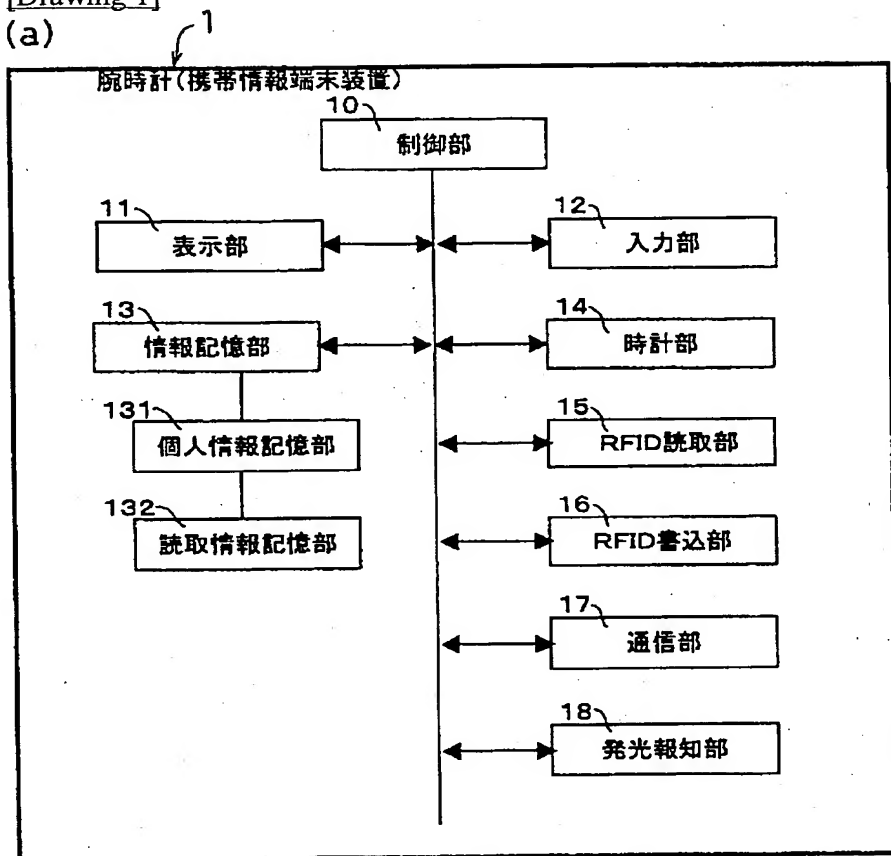 [Drawing 1]
(a)
1
腕時計(携帯情報端末装置)
10
制御部
11
表示部
12
入力部
13
情報記憶部
14
時計部
131
個人情報記憶部
15
RFID読取部
132
読取情報記憶部
16
RFID書込部
17
通信部
18
発光報知部